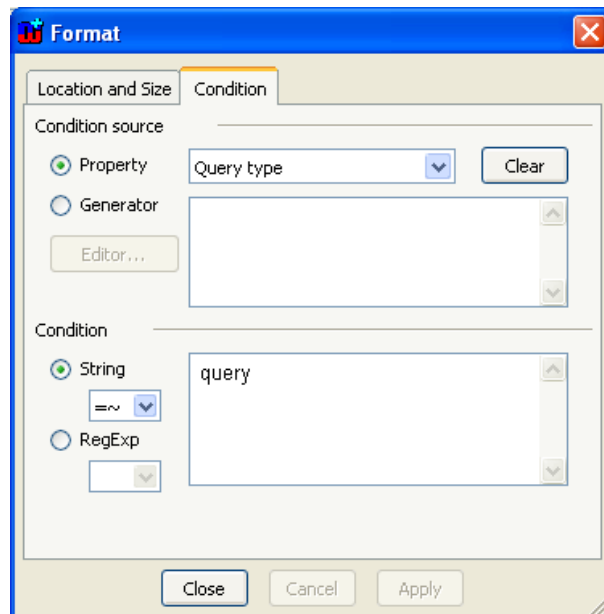 Format
Location and Size Condition
Condition source
Property Query type Clear
Generator
Editor...
Condition
String query
=~
RegExp
Close Cancel Apply